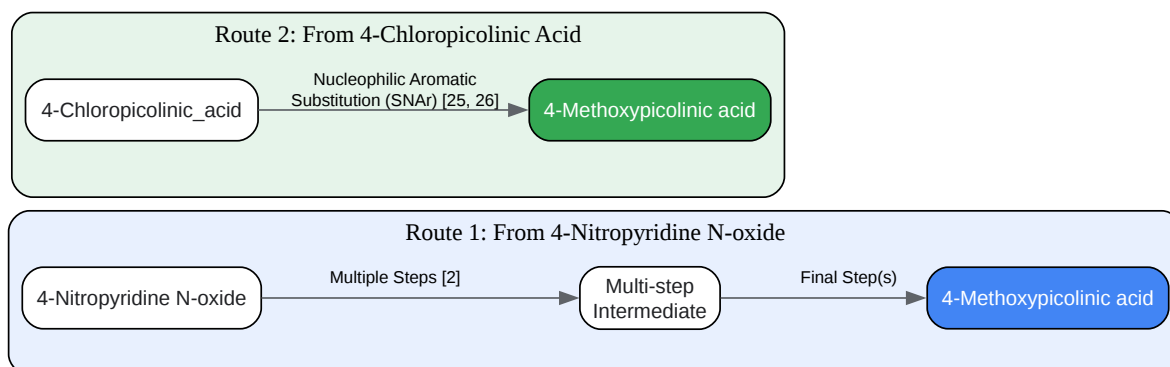 Route 2: From 4-Chloropicolinic Acid
4-Chloropicolinic_acid
Nucleophilic Aromatic
Substitution (SNAr) [25, 26]
4-Methoxypicolinic acid
Route 1: From 4-Nitropyridine N-oxide
4-Nitropyridine N-oxide
Multiple Steps [2]
Multi-step
Intermediate
Final Step(s)
4-Methoxypicolinic acid